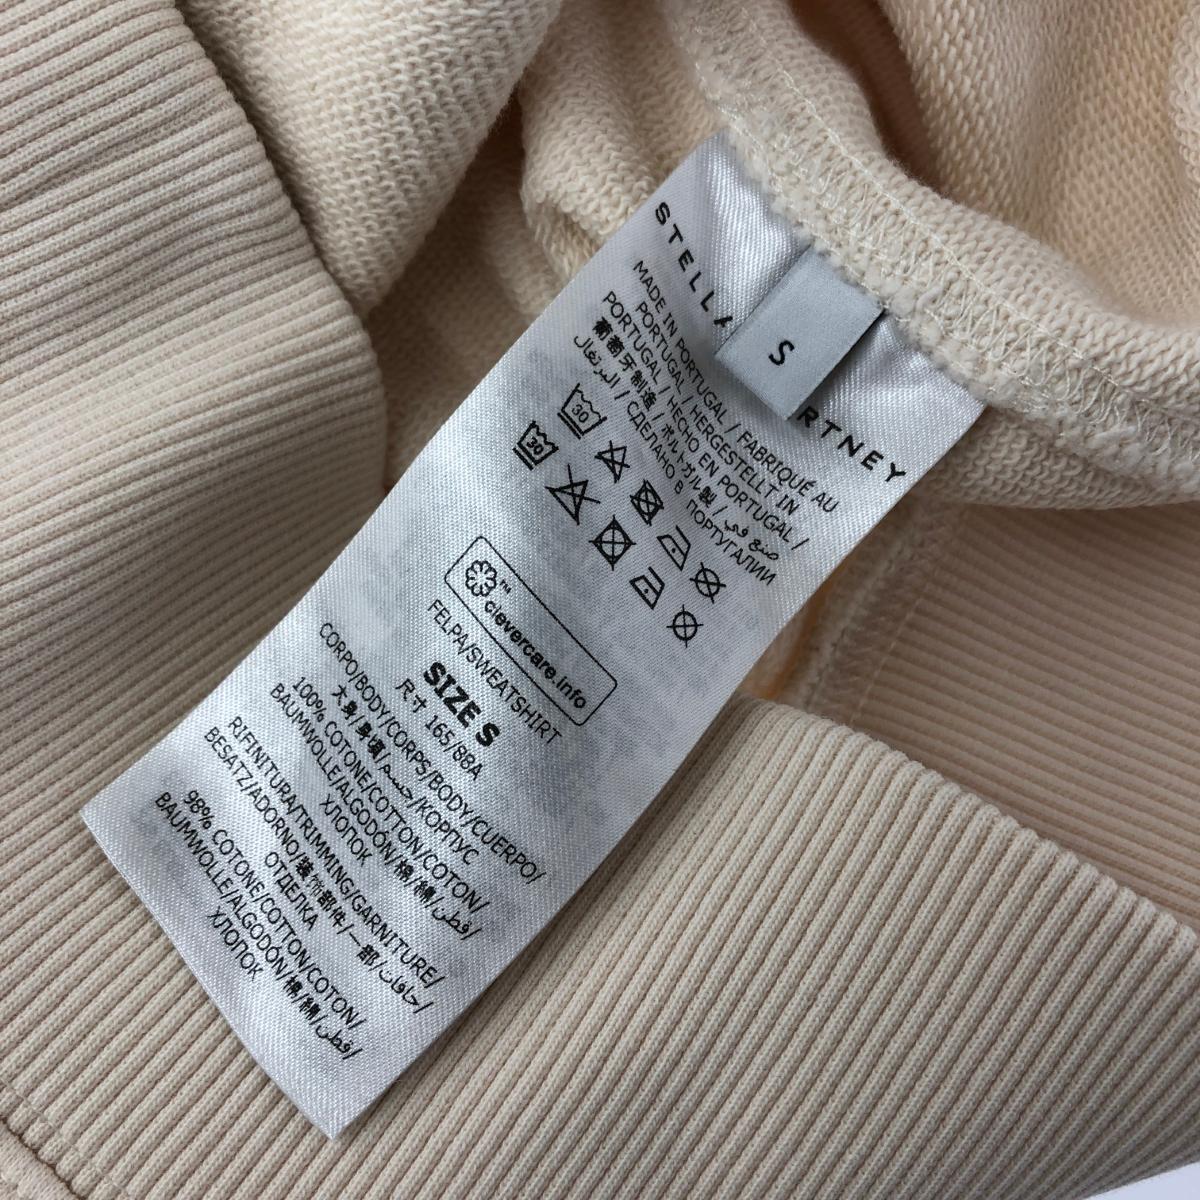 STELLA
RTNEY
S
MADE IN PORTUGAL / FABRIQUÉ AU
PORTUGAL / HERGESTELLT IN
PORTUGAL / HECHO EN PORTUGAL /
葡萄牙制造 / ポルトガル製 / صنع في
البرتغال / СДЕЛАНО В ПОРТУГАЛИИ
30
30
™
clevercare.info
FELPA/SWEATSHIRT
SIZE S
尺寸 165/88A
CORPO/BODY/CORPS/BODY/CUERPO/
大身/身頃/جسم/КОРПУС
100% COTONE/COTTON/COTON/
BAUMWOLLE/ALGODÓN/棉/綿/قطن/
ХЛОПОК
RIFINITURA/TRIMMING/GARNITURE/
BESATZ/ADORNO/装饰部件/一部/حافات/
ОТДЕЛКА
98% COTONE/COTTON/COTON/
BAUMWOLLE/ALGODÓN/棉/綿/قطن/
ХЛОПОК